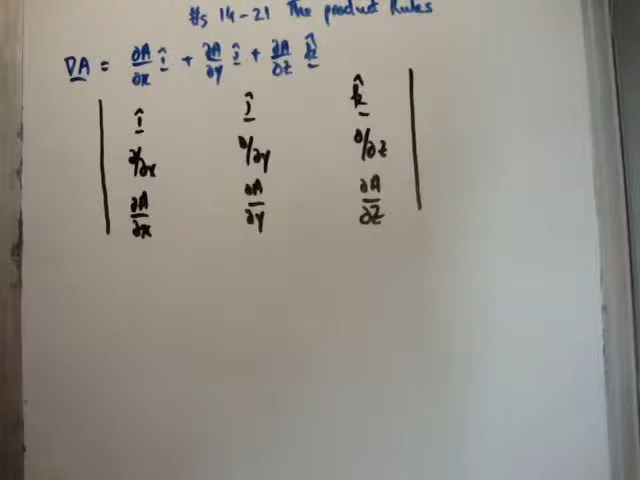 #s 14-21 The product Rules
∇A = ∂A/∂x î + ∂A/∂y ĵ + ∂A/∂z k̂
| î ĵ k̂ |
| ∂/∂x ∂/∂y ∂/∂z |
| ∂A/∂x ∂A/∂y ∂A/∂z |